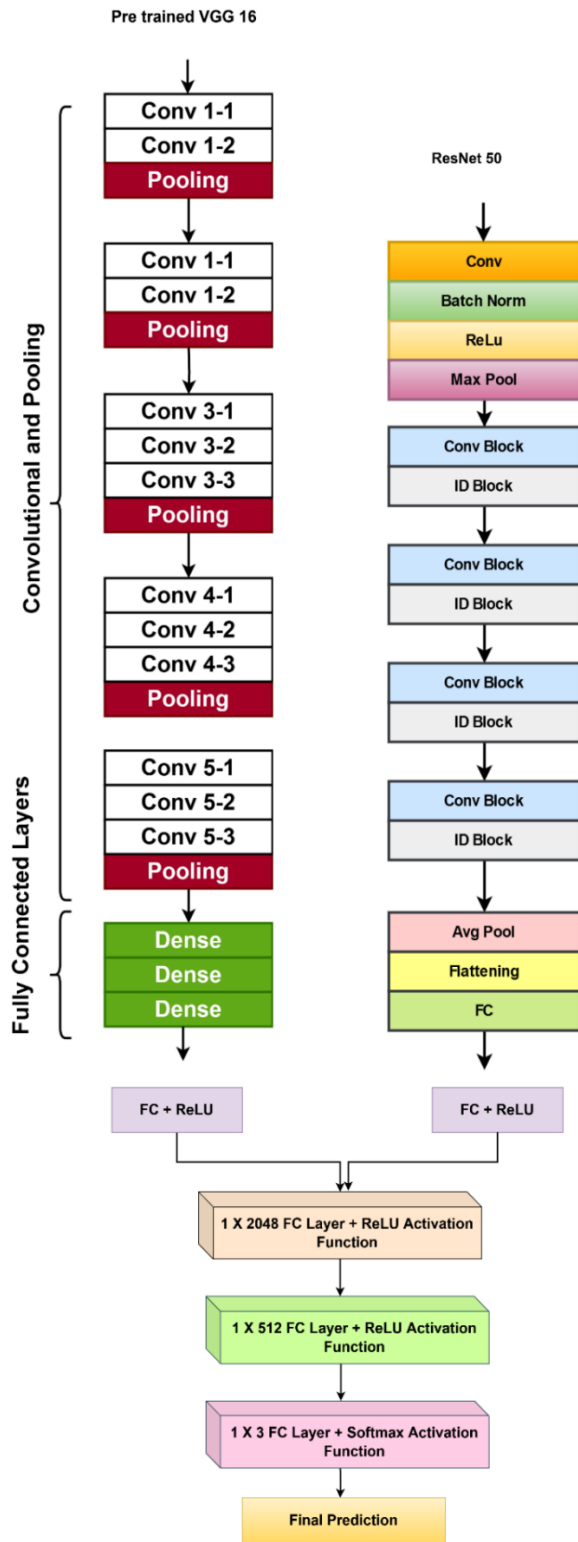 Pre trained VGG 16
Convolutional and Pooling
Conv 1-1
Conv 1-2
Pooling
Conv 1-1
Conv 1-2
Pooling
Conv 3-1
Conv 3-2
Conv 3-3
Pooling
Conv 4-1
Conv 4-2
Conv 4-3
Pooling
Conv 5-1
Conv 5-2
Conv 5-3
Pooling
Fully Connected Layers
Dense
Dense
Dense
FC + ReLU
ResNet 50
Conv
Batch Norm
ReLu
Max Pool
Conv Block
ID Block
Conv Block
ID Block
Conv Block
ID Block
Conv Block
ID Block
Avg Pool
Flattening
FC
FC + ReLU
1 X 2048 FC Layer + ReLU Activation
Function
1 X 512 FC Layer + ReLU Activation
Function
1 X 3 FC Layer + Softmax Activation
Function
Final Prediction